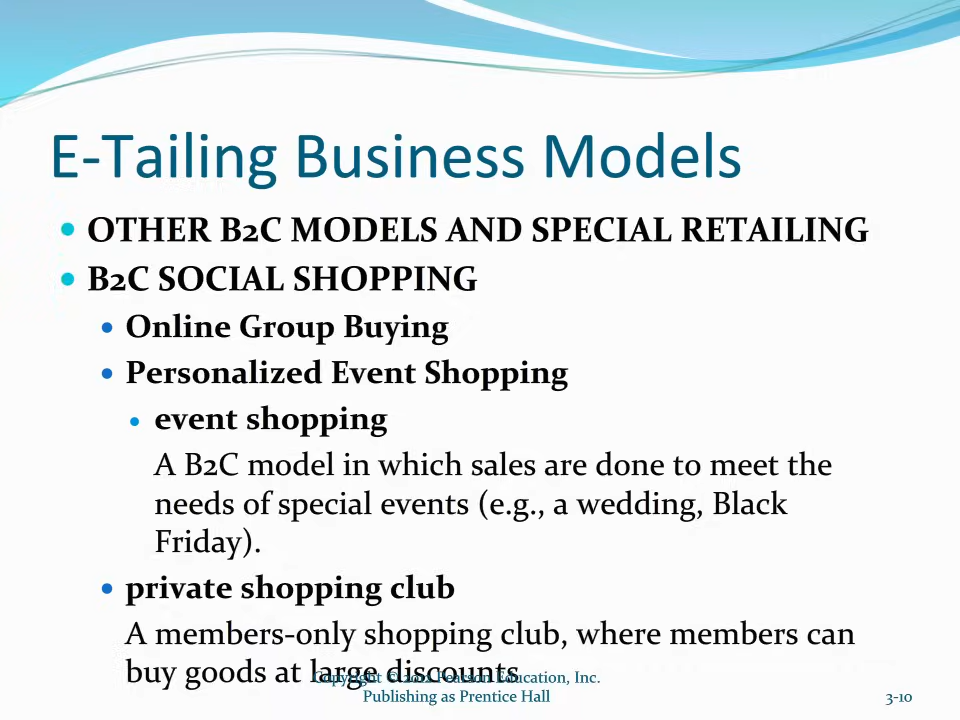 E-Tailing Business Models
OTHER B2C MODELS AND SPECIAL RETAILING
B2C SOCIAL SHOPPING
Online Group Buying
Personalized Event Shopping
event shopping
A B2C model in which sales are done to meet the
needs of special events (e.g., a wedding, Black
Friday).
private shopping club
A members-only shopping club, where members can
buy goods at large discounts
Copyright © 2012 Pearson Education, Inc.
Publishing as Prentice Hall
3-10